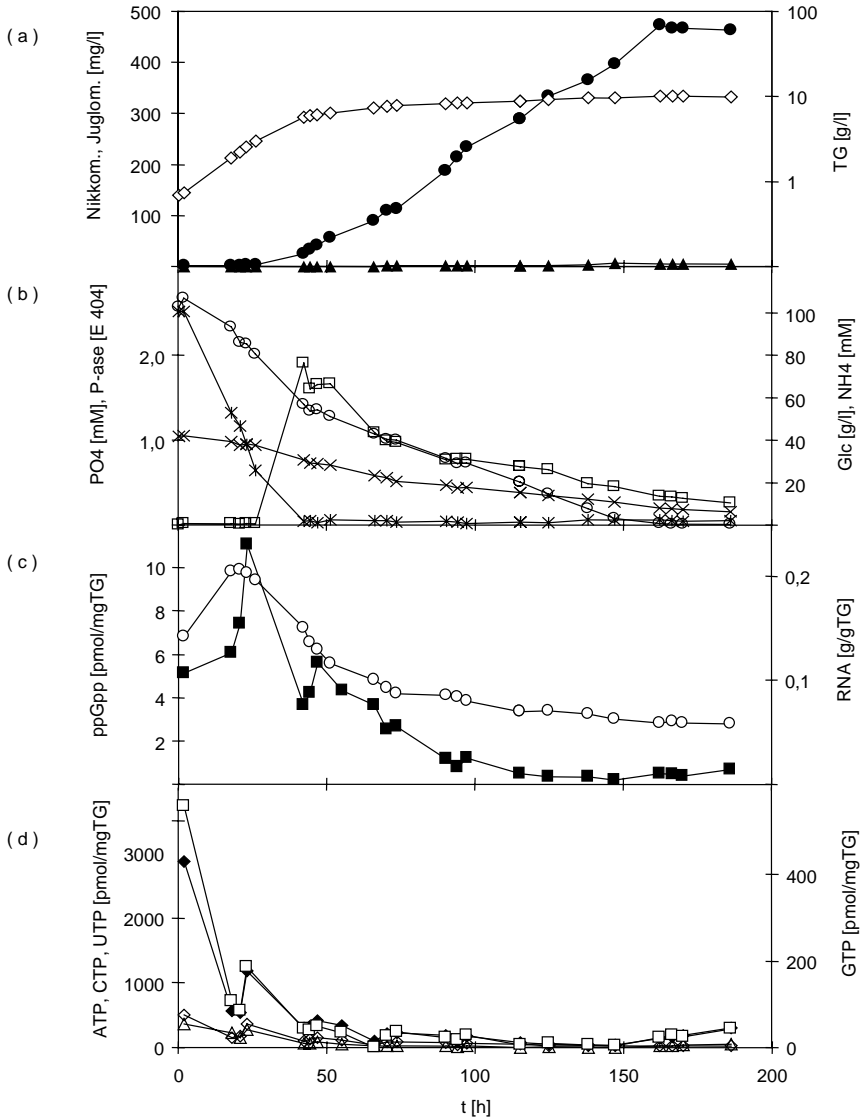 ( a )
Nikkom., Juglom. [mg/l]
500
400
300
200
100
100
10
1
TG [g/l]
( b )
PO4 [mM], P-ase [E 404]
2,0
1,0
100
80
60
40
20
Glc [g/l], NH4 [mM]
( c )
ppGpp [pmol/mgTG]
10
8
6
4
2
0,2
0,1
RNA [g/gTG]
( d )
ATP, CTP, UTP [pmol/mgTG]
3000
2000
1000
0
400
200
0
GTP [pmol/mgTG]
0 50 100 150 200
t [h]